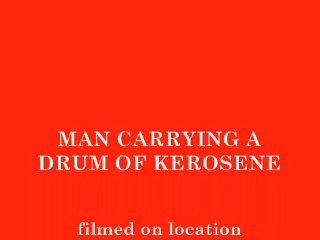 MAN CARRYING A
DRUM OF KEROSENE
filmed on location